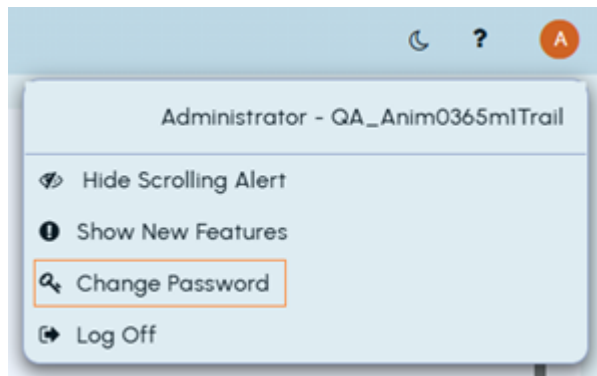 ? A
Administrator - QA_Anim0365m1Trail
Hide Scrolling Alert
Show New Features
Change Password
Log Off